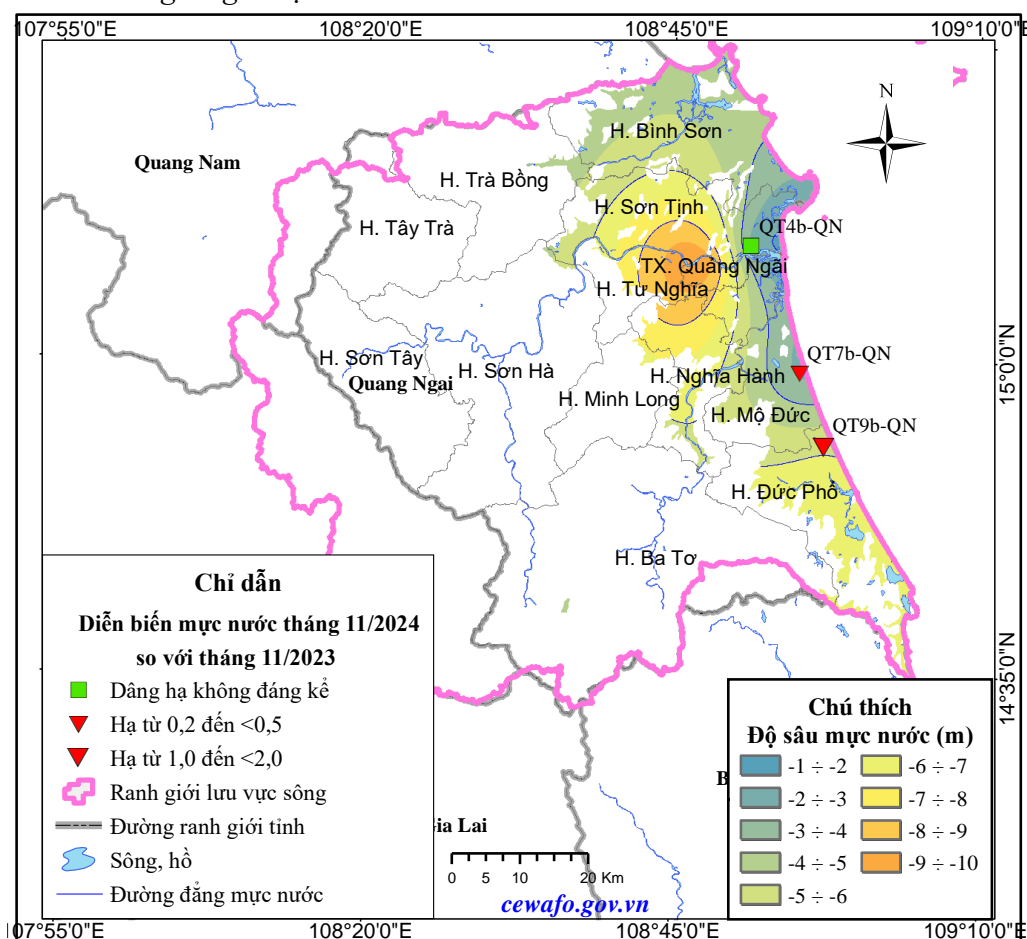 107°55'0"E
108°20'0"E
108°45'0"E
109°10'0"E
N
Quang Nam
H. Bình Sơn
H. Trà Bồng
H. Sơn Tịnh
H. Tây Trà
QT4b-QN
TX. Quảng Ngãi
H. Tư Nghĩa
15°0'0"N
H. Sơn Tây
Quang Ngai
H. Sơn Hà
QT7b-QN
H. Nghĩa Hành
H. Minh Long
H. Mộ Đức
QT9b-QN
H. Đức Phổ
H. Ba Tơ
14°35'0"N
Chỉ dẫn
Diễn biến mực nước tháng 11/2024
so với tháng 11/2023
Dâng hạ không đáng kể
Hạ từ 0,2 đến <0,5
Hạ từ 1,0 đến <2,0
Ranh giới lưu vực sông
Đường ranh giới tỉnh
Sông, hồ
Đường đẳng mực nước
Gia Lai
0 5 10 20 Km
cewafo.gov.vn
Chú thích
Độ sâu mực nước (m)
-1 ÷ -2
-2 ÷ -3
-3 ÷ -4
-4 ÷ -5
-5 ÷ -6
-6 ÷ -7
-7 ÷ -8
-8 ÷ -9
-9 ÷ -10
107°55'0"E
108°20'0"E
108°45'0"E
109°10'0"E